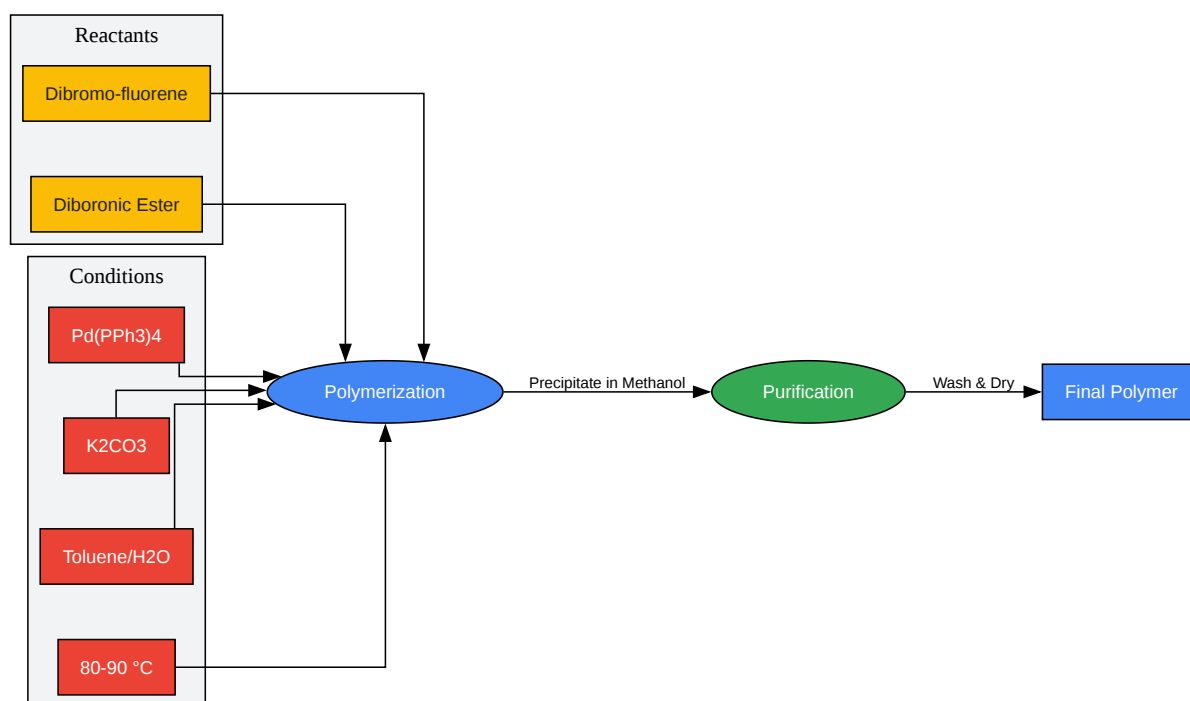 Reactants
Dibromo-fluorene
Diboronic Ester
Conditions
Pd(PPh3)4
K2CO3
Toluene/H2O
80-90 °C
Polymerization
Precipitate in Methanol
Purification
Wash & Dry
Final Polymer